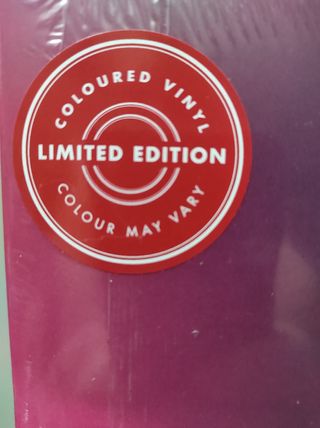 COLOURED VINYL
LIMITED EDITION
COLOUR MAY VARY